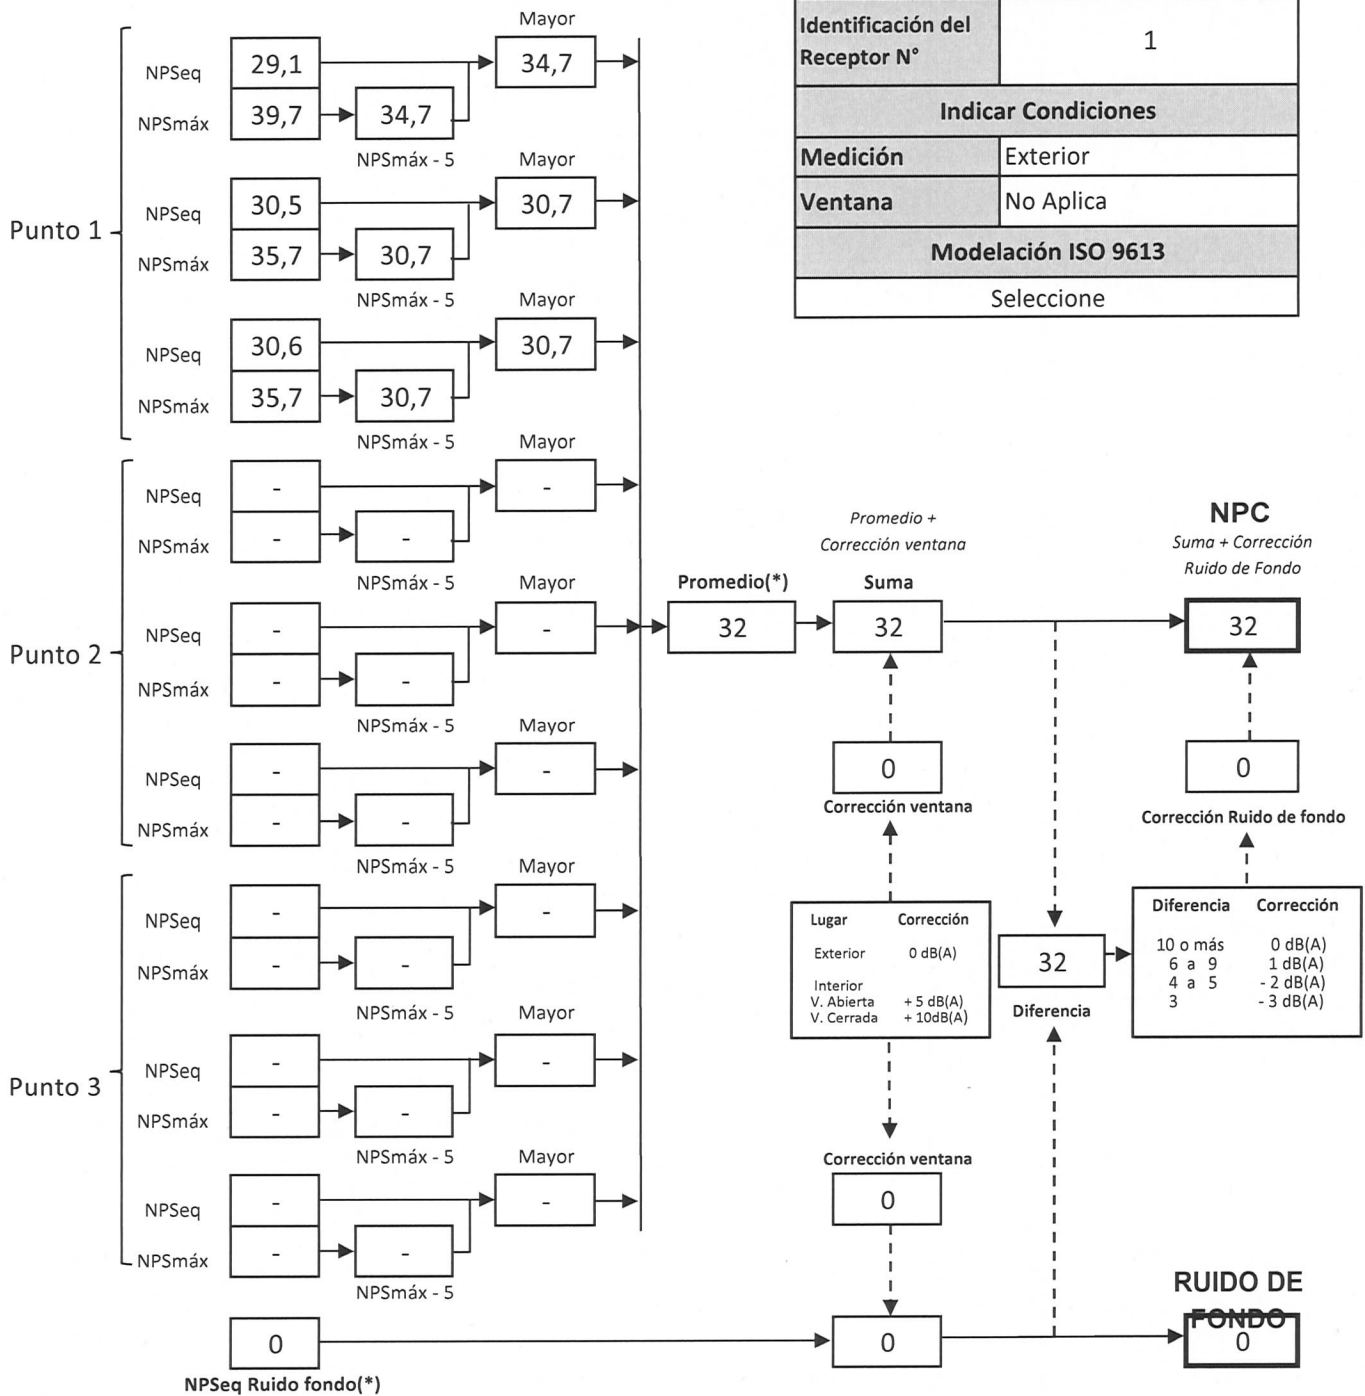 Identificación del
Receptor N°
1
Indicar Condiciones
Medición Exterior
Ventana No Aplica
Modelación ISO 9613
Seleccione
Punto 1
Mayor
NPSeq 29,1 34,7
NPSmáx 39,7 34,7
NPSmáx - 5
Mayor
NPSeq 30,5 30,7
NPSmáx 35,7 30,7
NPSmáx - 5
Mayor
NPSeq 30,6 30,7
NPSmáx 35,7 30,7
NPSmáx - 5
Punto 2
Mayor
NPSeq - -
NPSmáx - -
NPSmáx - 5
Mayor
NPSeq - -
NPSmáx - -
NPSmáx - 5
Mayor
NPSeq - -
NPSmáx - -
NPSmáx - 5
Punto 3
Mayor
NPSeq - -
NPSmáx - -
NPSmáx - 5
Mayor
NPSeq - -
NPSmáx - -
NPSmáx - 5
Mayor
NPSeq - -
NPSmáx - -
NPSmáx - 5
0
NPSeq Ruido fondo(*)
Promedio(*)
32
Promedio +
Corrección ventana
Suma
32
0
Corrección ventana
Lugar Corrección
Exterior 0 dB(A)
Interior
V. Abierta + 5 dB(A)
V. Cerrada + 10dB(A)
Corrección ventana
0
0
32
Diferencia
NPC
Suma + Corrección
Ruido de Fondo
32
0
Corrección Ruido de fondo
Diferencia Corrección
10 o más 0 dB(A)
6 a 9 1 dB(A)
4 a 5 - 2 dB(A)
3 - 3 dB(A)
RUIDO DE
FONDO
0